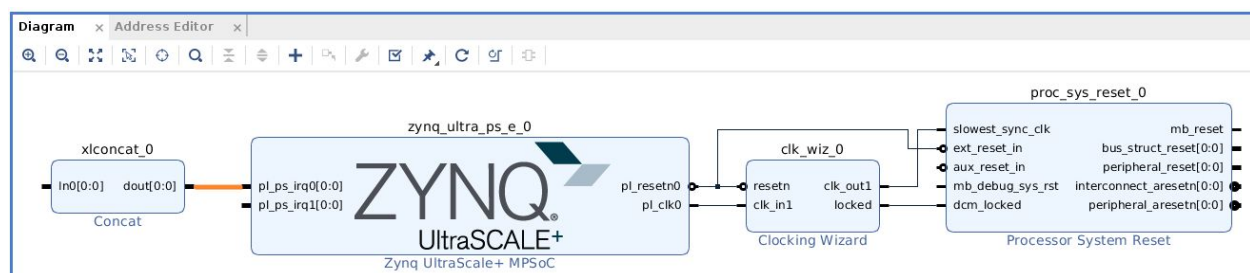 Diagram × Address Editor ×
xlconcat_0
In0[0:0] dout[0:0]
Concat
zynq_ultra_ps_e_0
pl_ps_irq0[0:0]
pl_ps_irq1[0:0]
ZYNQ.
UltraSCALE+
pl_resetn0
pl_clk0
Zynq UltraScale+ MPSoC
clk_wiz_0
resetn clk_out1
clk_in1 locked
Clocking Wizard
proc_sys_reset_0
slowest_sync_clk mb_reset
ext_reset_in bus_struct_reset[0:0]
aux_reset_in peripheral_reset[0:0]
mb_debug_sys_rst interconnect_aresetn[0:0]
dcm_locked peripheral_aresetn[0:0]
Processor System Reset